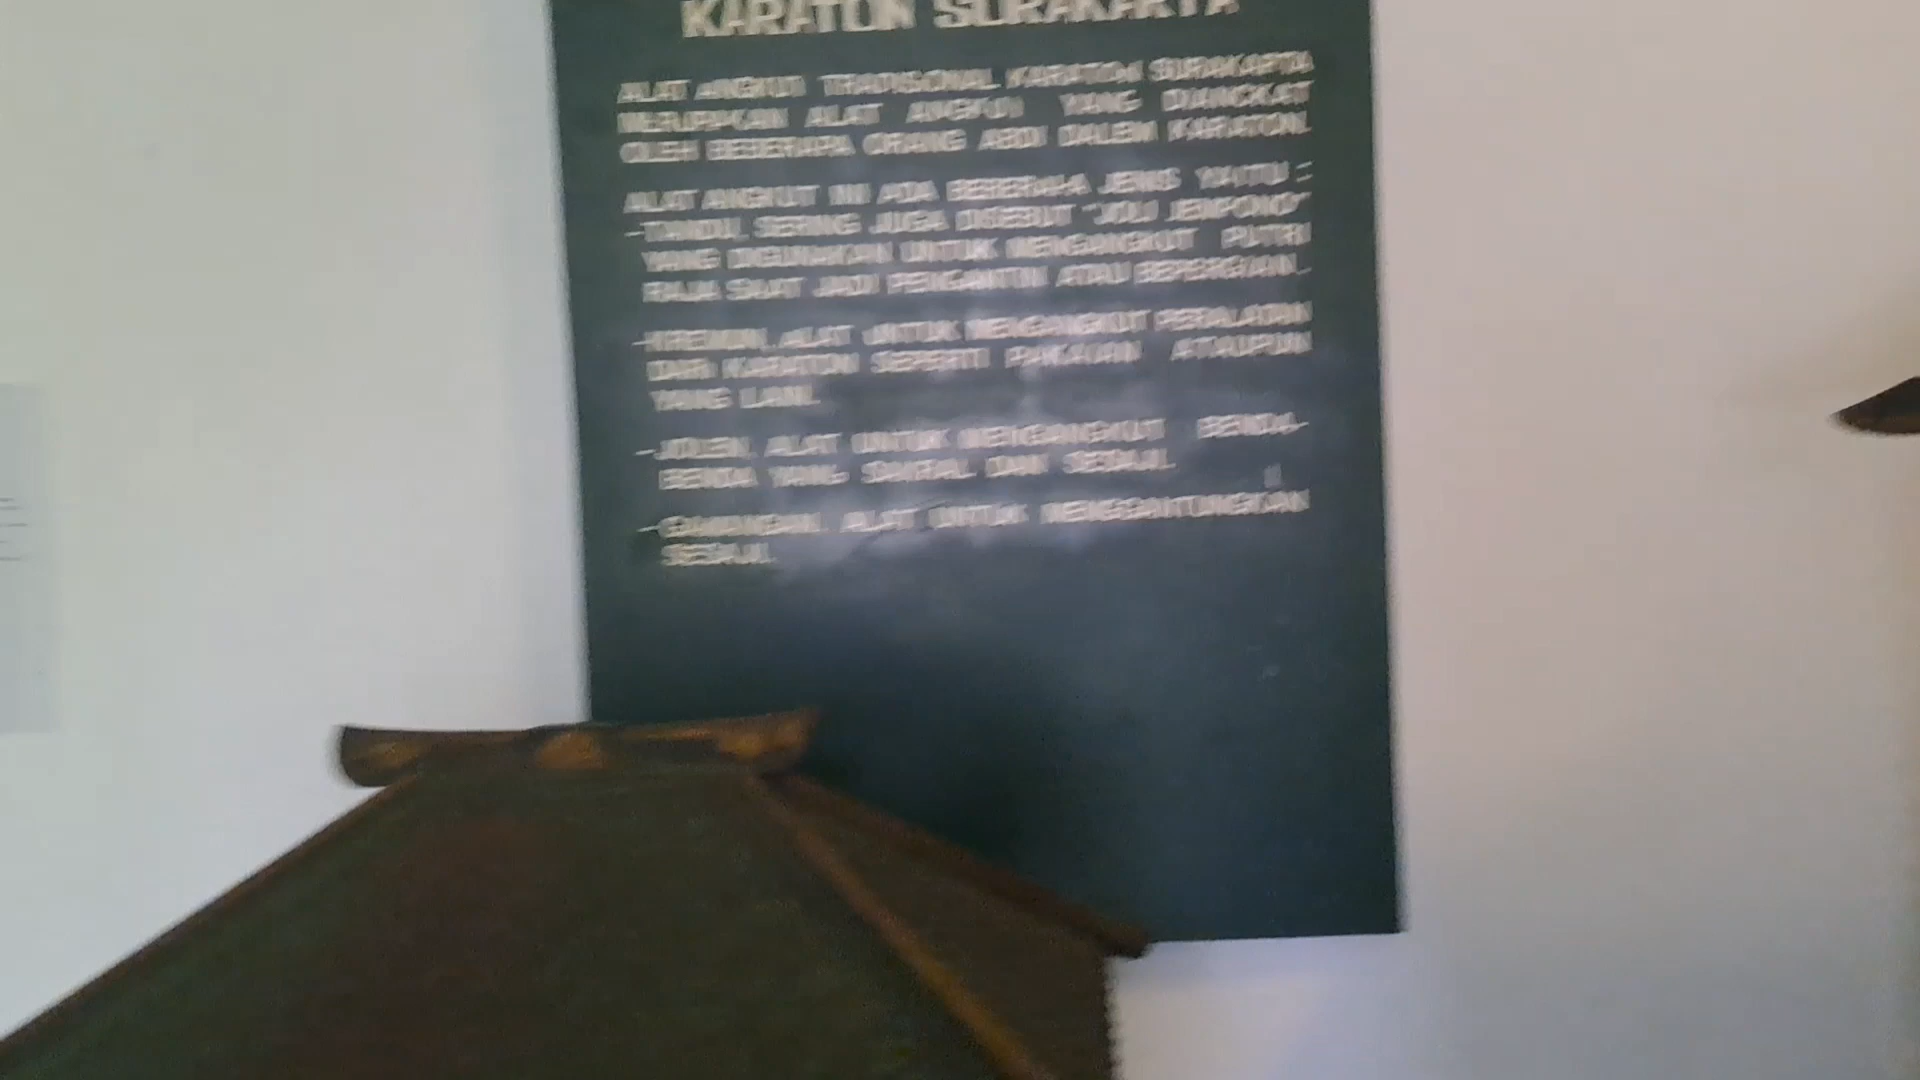 KARATON SURAKARTA
ALAT ANGKUT TRADISIONAL KARATON SURAKARTA
MERUPAKAN ALAT ANGKUT YANG DIANGKAT
OLEH BEBERAPA ORANG ABDI DALEM KARATON.
ALAT ANGKUT INI ADA BEBERAPA JENIS YAITU :
-TANDU, SERING JUGA DISEBUT "JOLI JEMPONO"
YANG DIGUNAKAN UNTUK MENGANGKUT PUTRI
RAJA SAAT JADI PENGANTIN ATAU BEPERGIAN.
-KREMUN, ALAT UNTUK MENGANGKUT PERALATAN
DARI KARATON SEPERTI PAKAIAN ATAUPUN
YANG LAIN.
-JOLEN, ALAT UNTUK MENGANGKUT BENDA-
BENDA YANG SAKRAL DAN SESAJI.
-GAWANGAN, ALAT UNTUK MENGGANTUNGKAN
SESAJI.